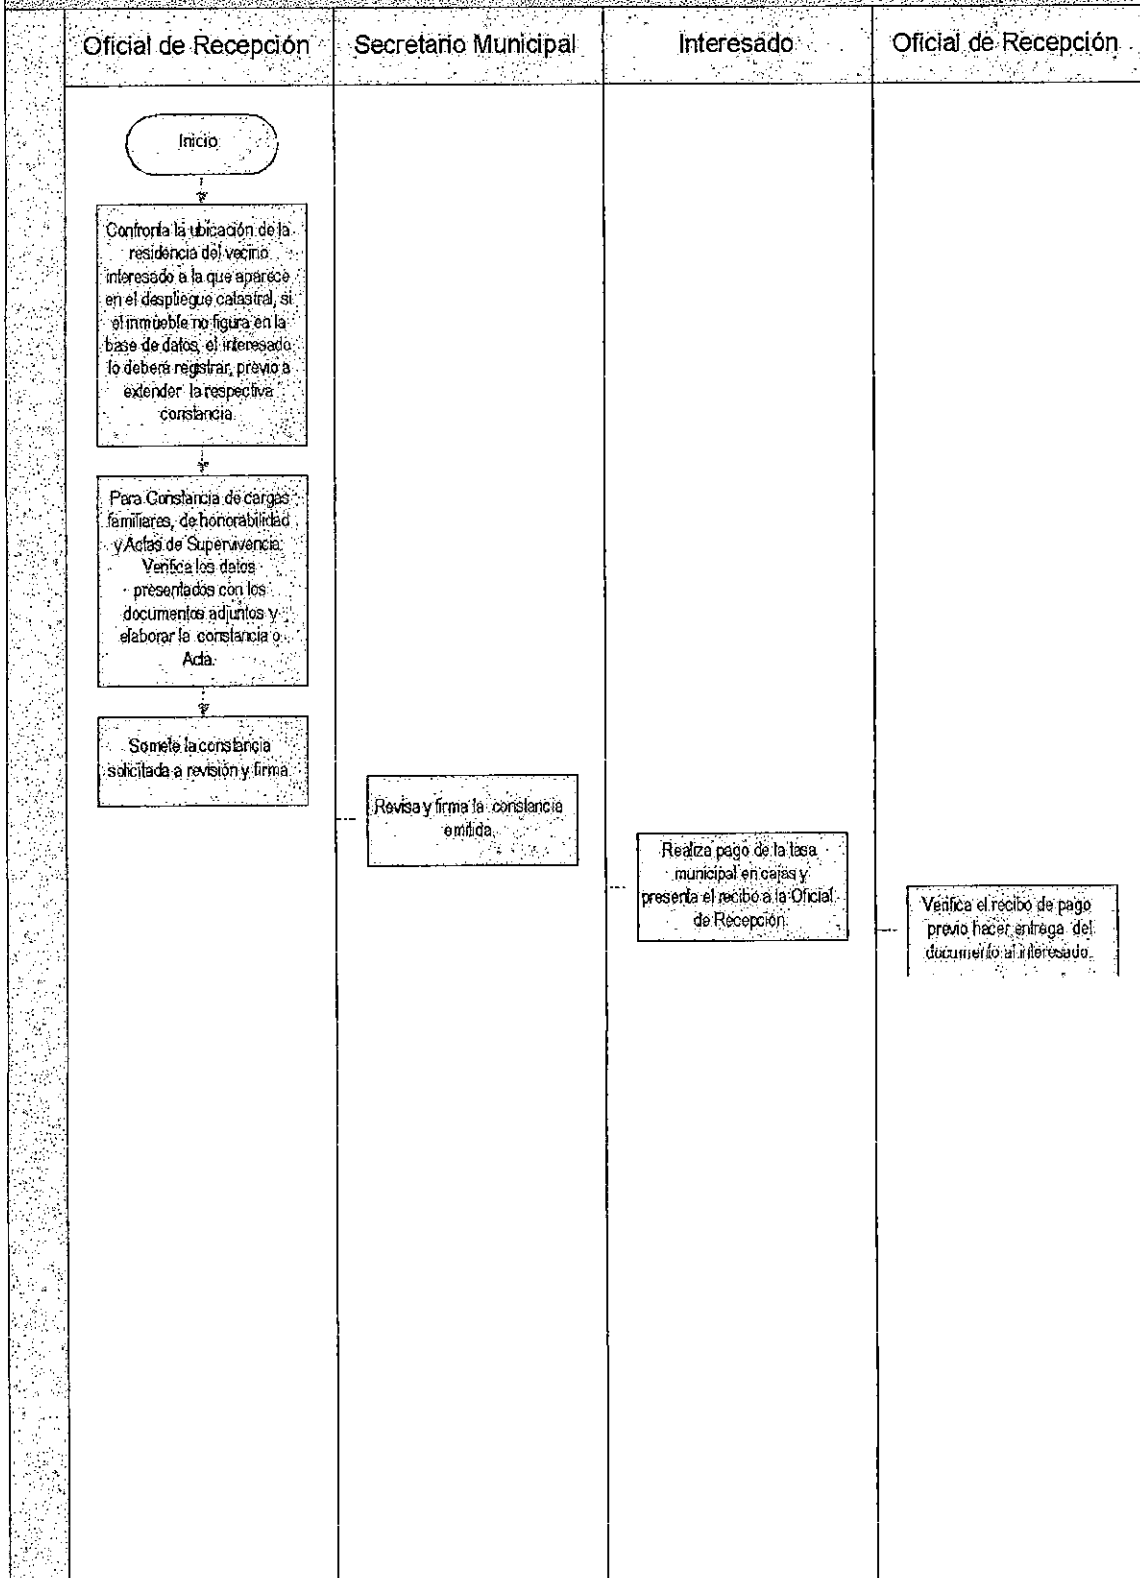 Oficial de Recepción
Secretario Municipal
Interesado
Oficial de Recepción
Inicio
Confronta la ubicación de la
residencia del vecino
interesado a la que aparece
en el despliegue catastral, si
el inmueble no figura en la
base de datos, el interesado
lo deberá registrar, previo a
extender la respectiva
constancia.
Para Constancia de cargas
familiares, de honorabilidad
y Actas de Supervivencia:
Verifica los datos
presentados con los
documentos adjuntos y
elaborar la constancia o
Acta.
Somete la constancia
solicitada a revisión y firma.
Revisa y firma la constancia
emitida.
Realiza pago de la tasa
municipal en cajas y
presenta el recibo a la Oficial
de Recepción.
Verifica el recibo de pago
previo hacer entrega del
documento al interesado.